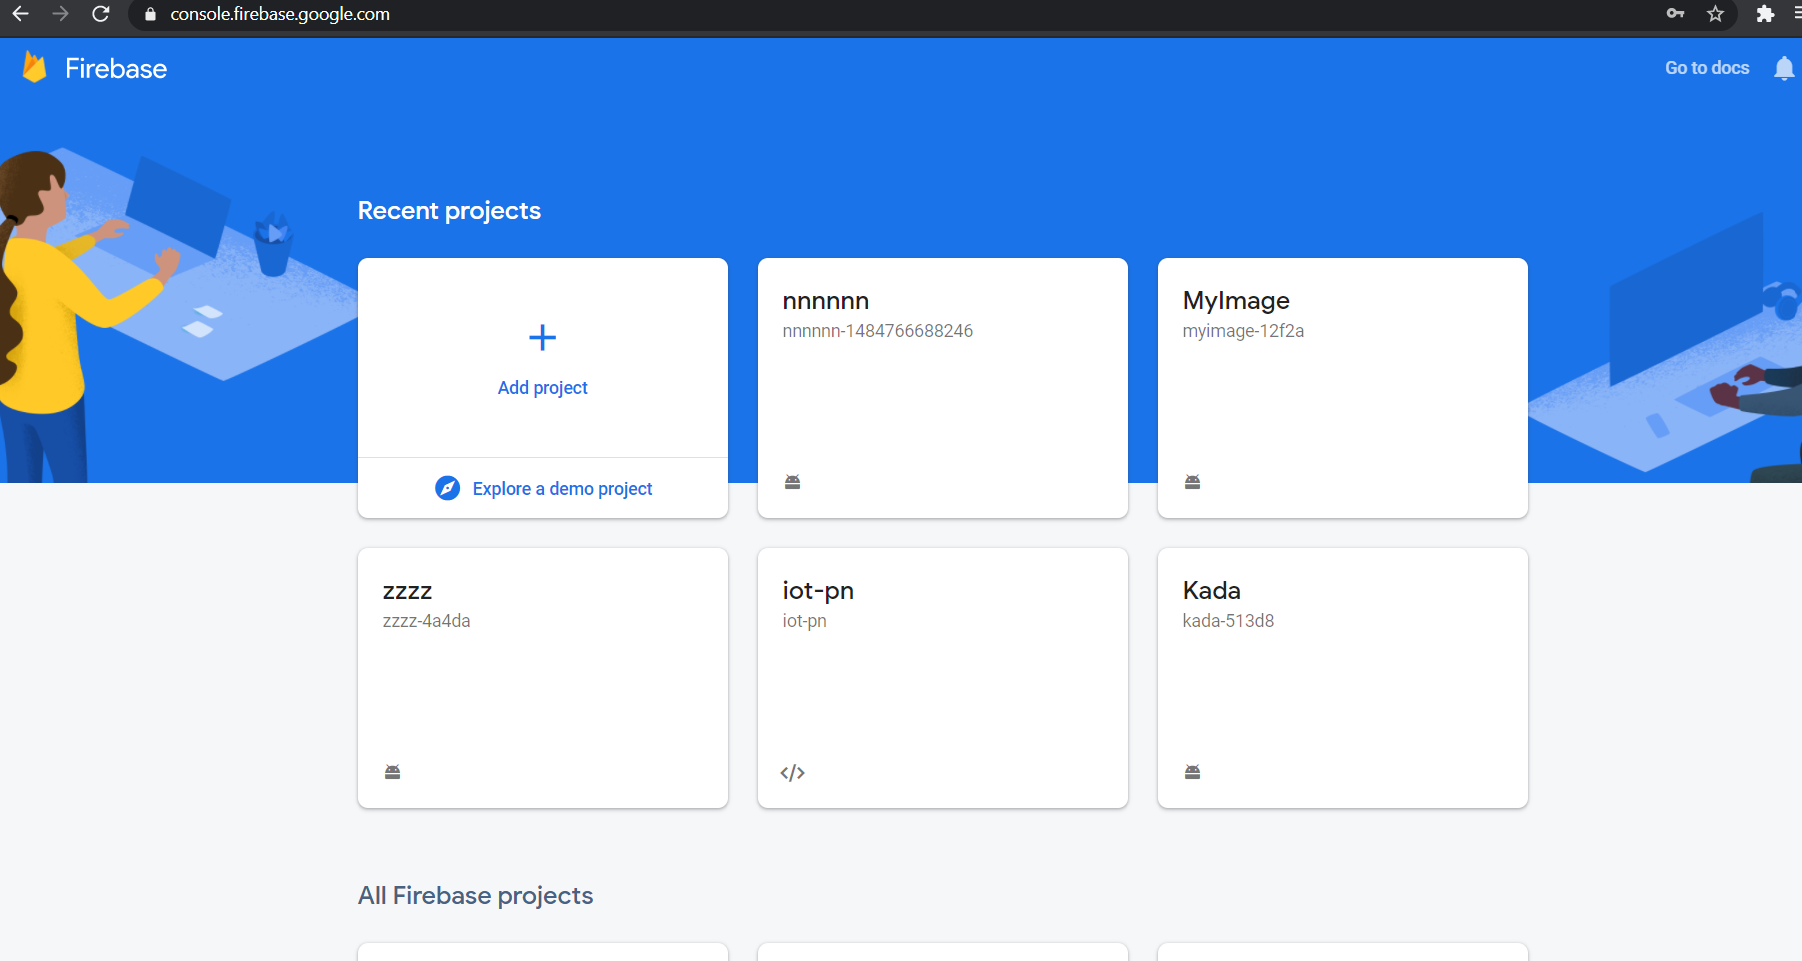 console.firebase.google.com
Firebase
Go to docs
Recent projects
Add project
Explore a demo project
nnnnnn
nnnnnn-1484766688246
MyImage
myimage-12f2a
zzzz
zzzz-4a4da
iot-pn
iot-pn
</>
Kada
kada-513d8
All Firebase projects